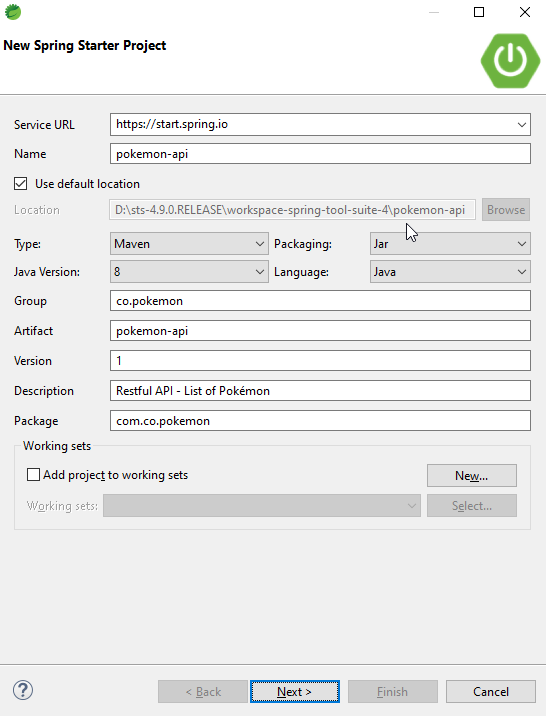 New Spring Starter Project
Service URL https://start.spring.io
Name pokemon-api
Use default location
Location D:\sts-4.9.0.RELEASE\workspace-spring-tool-suite-4\pokemon-api Browse
Type: Maven Packaging: Jar
Java Version: 8 Language: Java
Group co.pokemon
Artifact pokemon-api
Version 1
Description Restful API - List of Pokémon
Package com.co.pokemon
Working sets
Add project to working sets New...
Working sets: Select...
? < Back Next > Finish Cancel